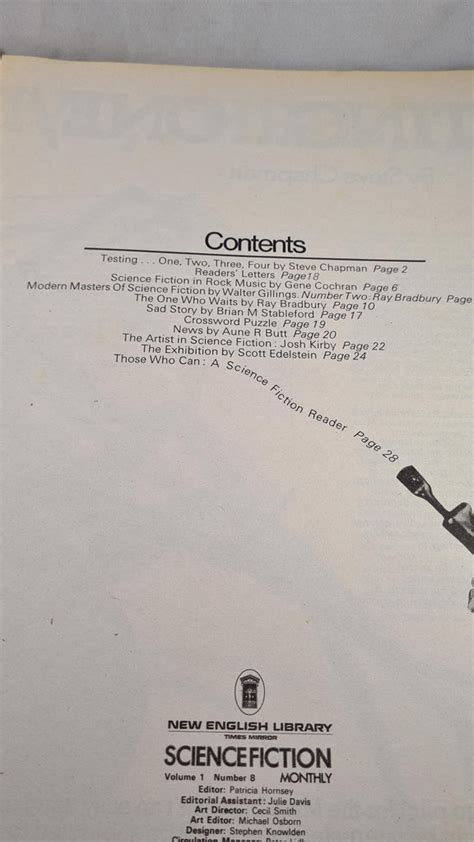 Contents
Testing . . . One, Two, Three, Four by Steve Chapman Page 2
Readers' Letters Page18
Science Fiction in Rock Music by Gene Cochran Page 6
Modern Masters Of Science Fiction by Walter Gillings. Number Two: Ray Bradbury Page
The One Who Waits by Ray Bradbury Page 10
Sad Story by Brian M Stableford Page 17
Crossword Puzzle Page 19
News by Aune R Butt Page 20
The Artist in Science Fiction : Josh Kirby Page 22
The Exhibition by Scott Edelstein Page 24
Those Who Can : A Science Fiction Reader Page 28
NEW ENGLISH LIBRARY
TIMES MIRROR
SCIENCE FICTION
Volume 1 Number 8 MONTHLY
Editor: Patricia Hornsey
Editorial Assistant: Julie Davis
Art Director: Cecil Smith
Art Editor: Michael Osborn
Designer: Stephen Knowlden
Circulation Manager: